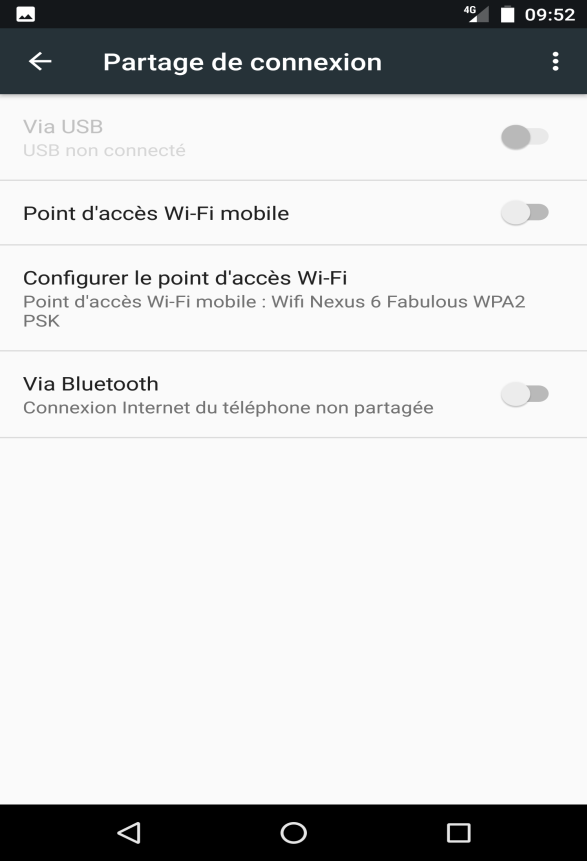 4G 09:52
Partage de connexion
Via USB
USB non connecté
Point d'accès Wi-Fi mobile
Configurer le point d'accès Wi-Fi
Point d'accès Wi-Fi mobile : Wifi Nexus 6 Fabulous WPA2
PSK
Via Bluetooth
Connexion Internet du téléphone non partagée